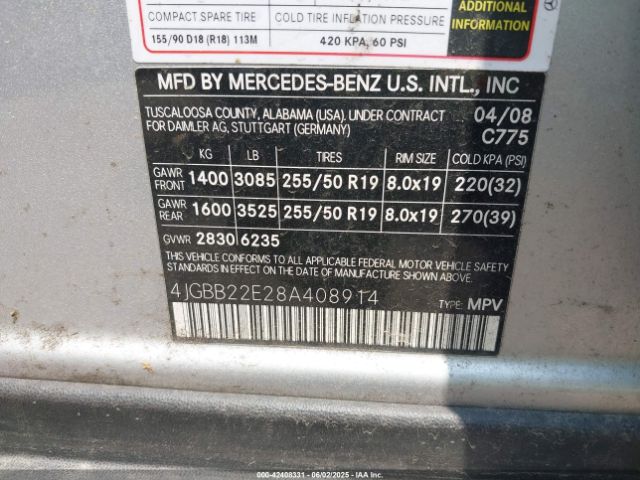 COMPACT SPARE TIRE COLD TIRE INFLATION PRESSURE
155/90 D18 (R18) 113M 420 KPA, 60 PSI
ADDITIONAL
INFORMATION
MFD BY MERCEDES-BENZ U.S. INTL., INC
TUSCALOOSA COUNTY, ALABAMA (USA). UNDER CONTRACT 04/08
FOR DAIMLER AG, STUTTGART (GERMANY) C775
KG LB TIRES RIM SIZE COLD KPA (PSI)
GAWR FRONT 1400 3085 255/50 R19 8.0x19 220(32)
GAWR REAR 1600 3525 255/50 R19 8.0x19 270(39)
GVWR 2830 6235
THIS VEHICLE CONFORMS TO ALL APPLICABLE FEDERAL MOTOR VEHICLE SAFETY
STANDARDS IN EFFECT ON THE DATE OF MANUFACTURE SHOWN ABOVE.
4JGBB22E28A408914 TYPE: MPV
000-42408331 - 06/02/2025 - IAAI.COM